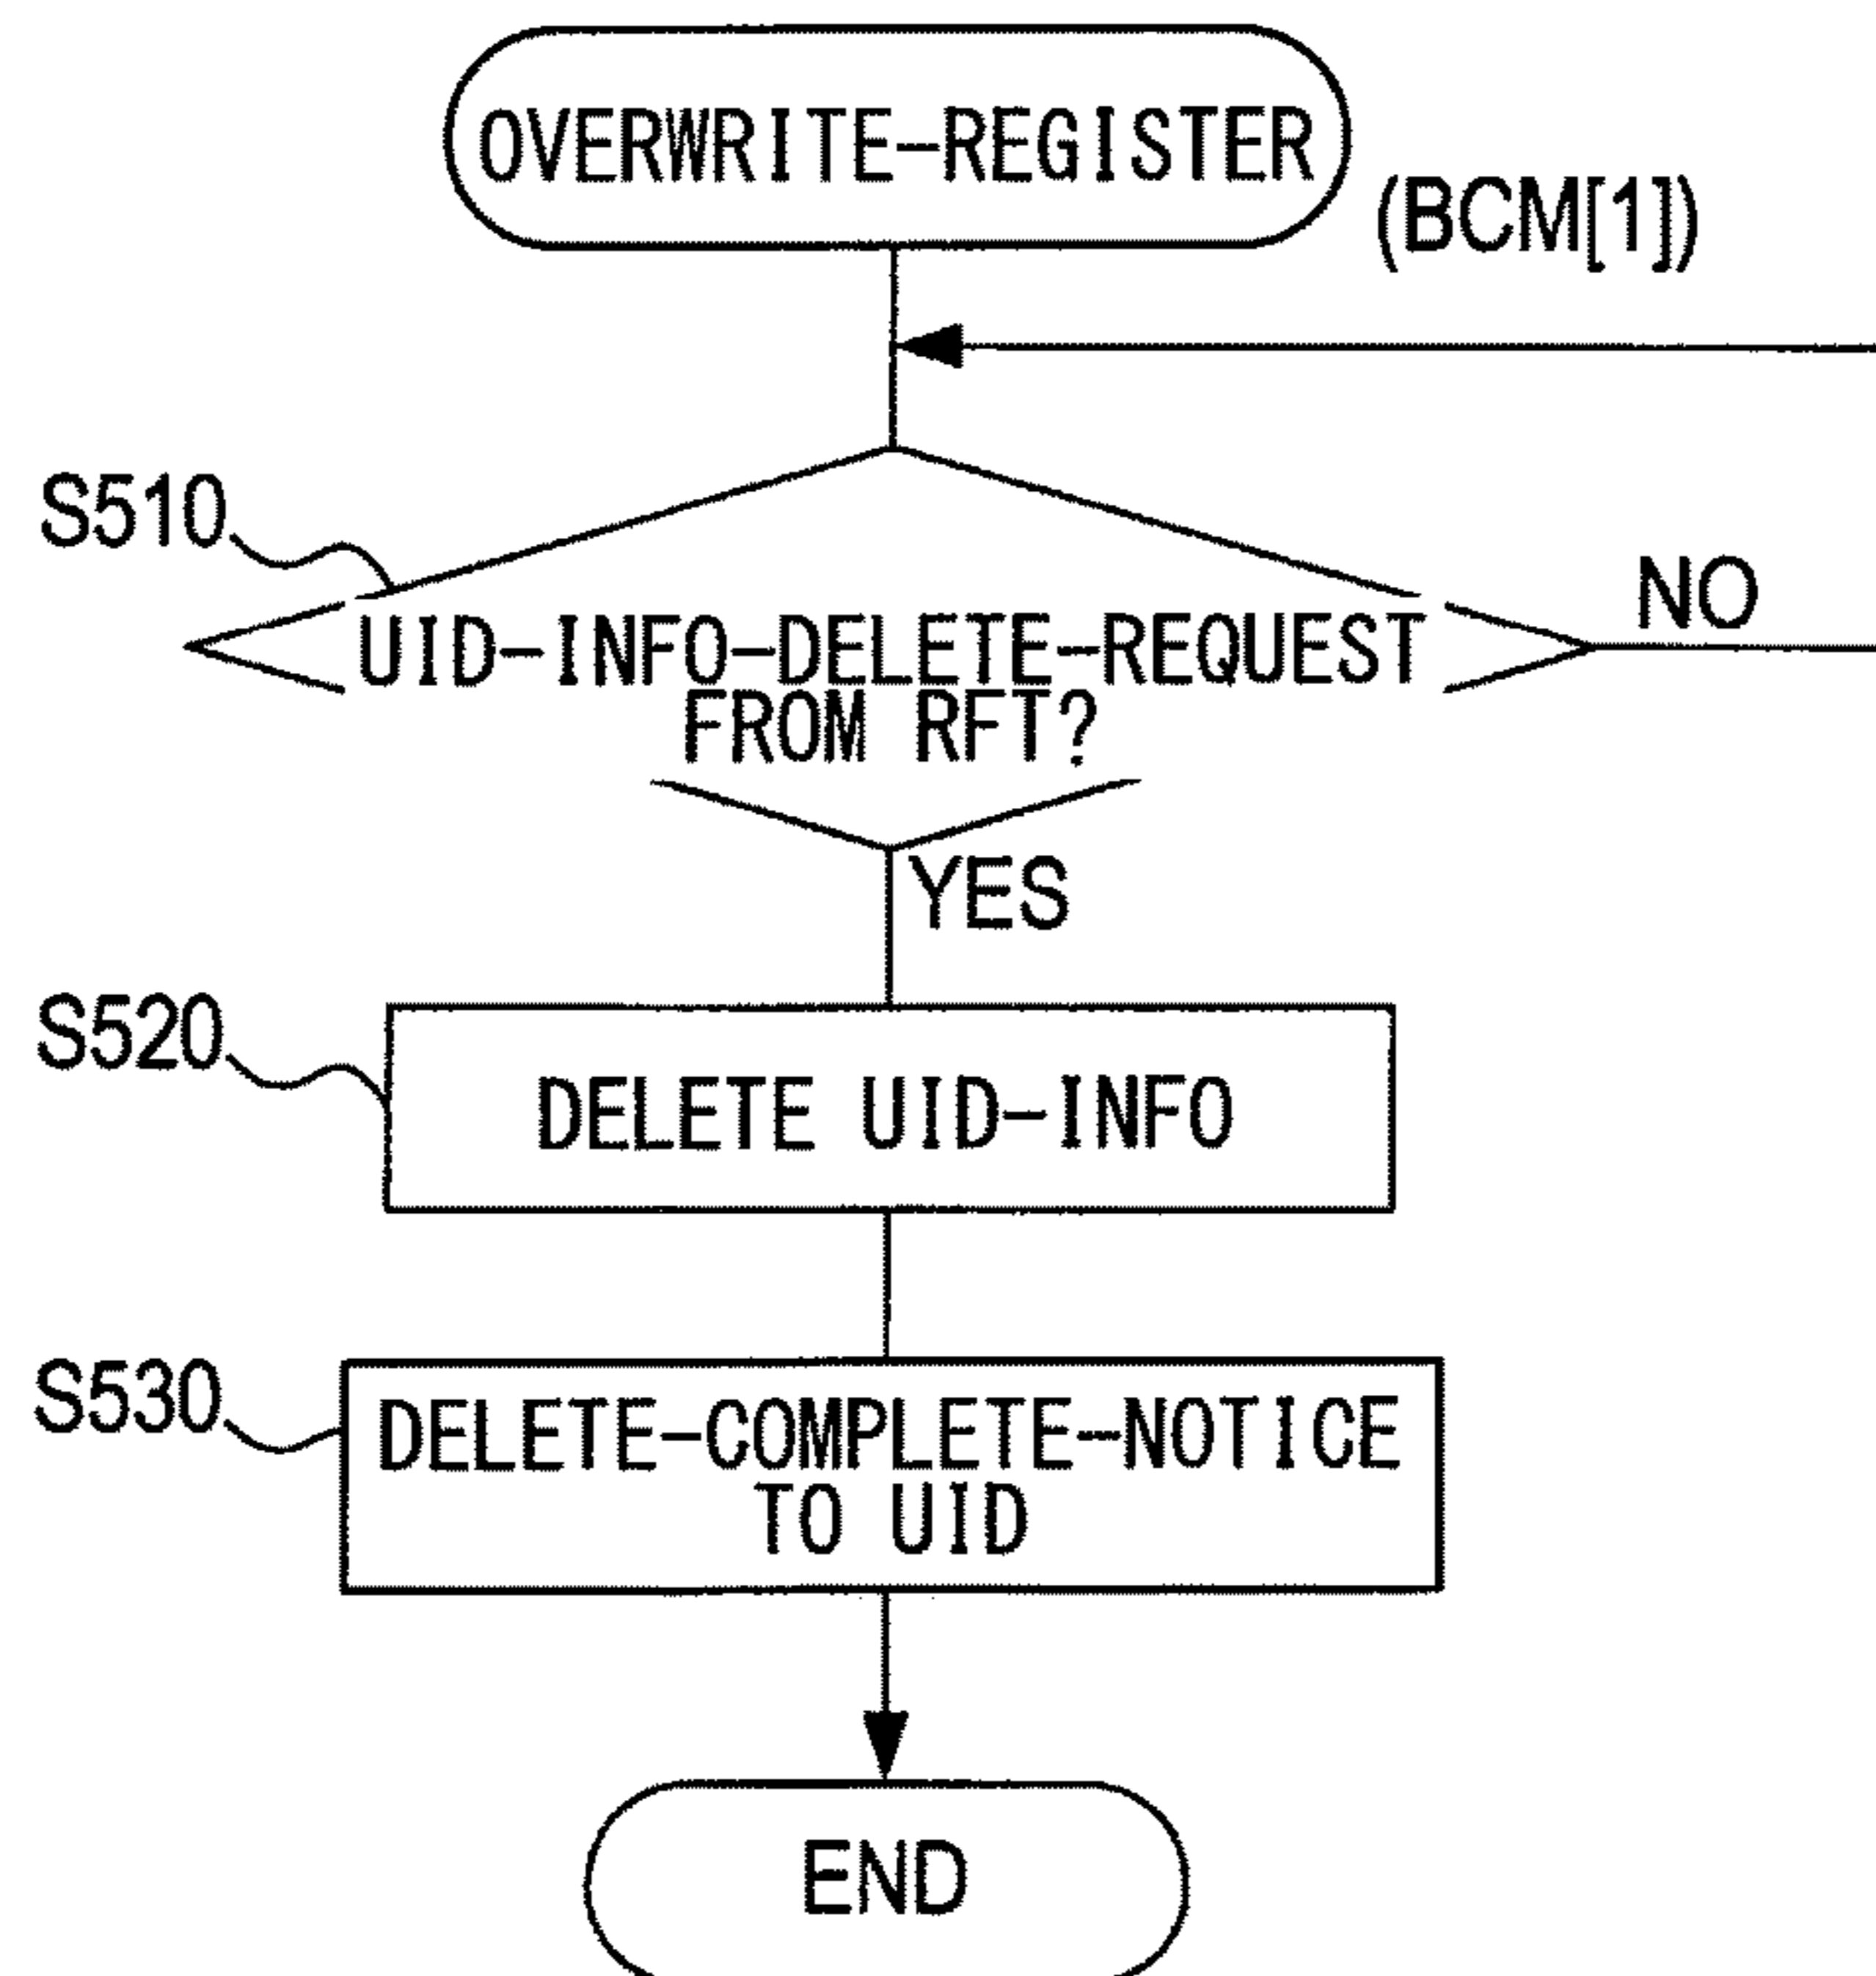 OVERWRITE-REGISTER
(BCM[1])
S510
UID-INFO-DELETE-REQUEST
FROM RFT?
NO
YES
S520
DELETE UID-INFO
S530
DELETE-COMPLETE-NOTICE
TO UID
END